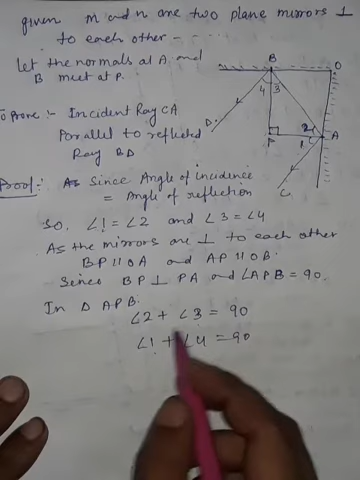 given m and n are two plane mirrors ⊥
to each other -
Let the normals at A and
B meet at P.
To Prove :- Incident Ray CA
Parallel to reflected
Ray BD
Proof :- As Since Angle of incidence
= Angle of reflection
So, ∠1 = ∠2 and ∠3 = ∠4
As the mirrors are ⊥ to each other
BP || OA and AP || OB.
Since BP ⊥ PA and ∠APB = 90.
In Δ APB.
∠2 + ∠3 = 90
∠1 + ∠4 = 90
B
O
4 3
D
P
2
1
A
C